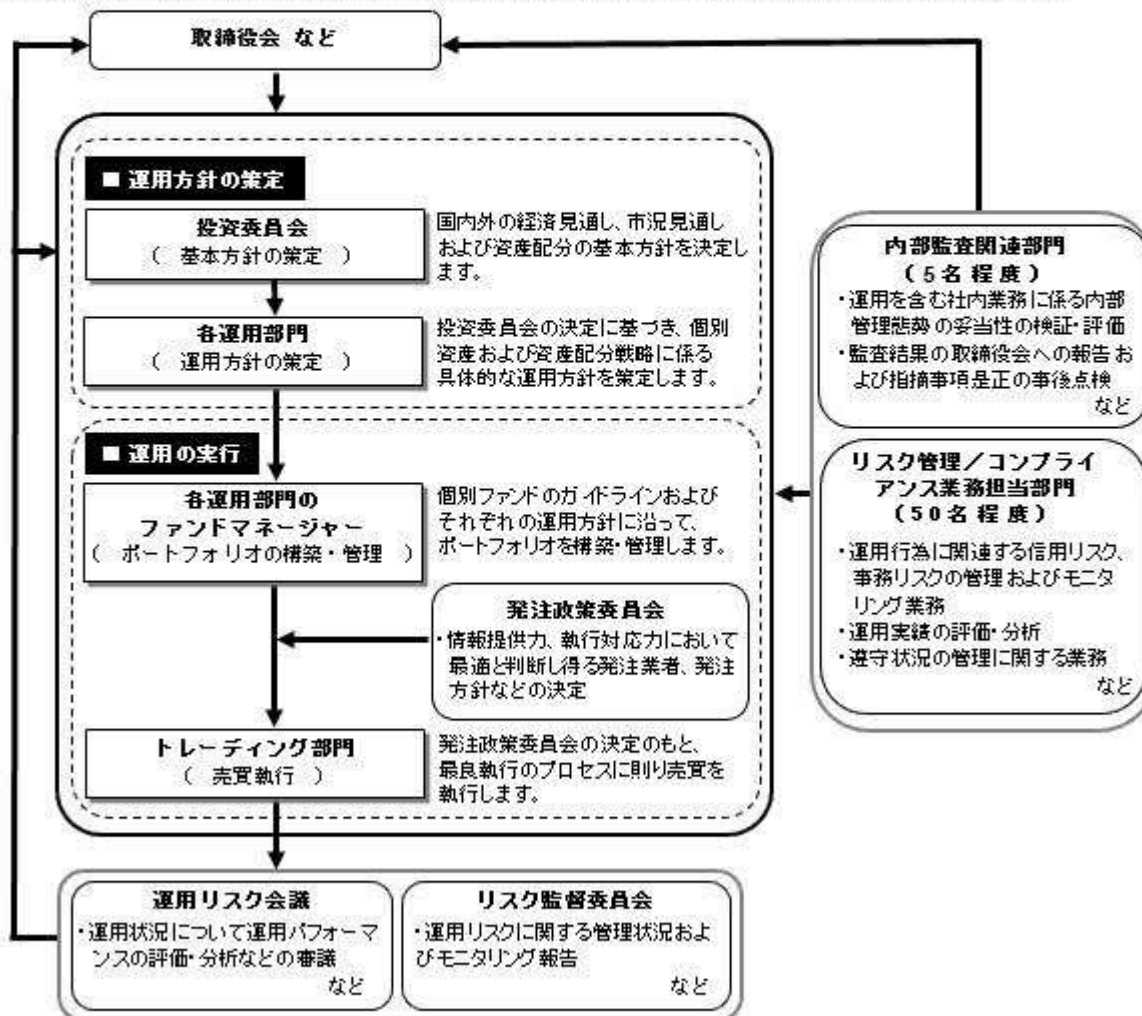 取締役会 など
■ 運用方針の策定
投資委員会
( 基本方針の策定 )
国内外の経済見通し、市況見通し
および資産配分の基本方針を決定し
ます。
各運用部門
( 運用方針の策定 )
投資委員会の決定に基づき、個別
資産および資産配分戦略に係る
具体的な運用方針を策定します。
■ 運用の実行
各運用部門の
ファンドマネージャー
( ポートフォリオの構築・管理 )
個別ファンドのガイドラインおよび
それぞれの運用方針に沿って、
ポートフォリオを構築・管理します。
発注政策委員会
・情報提供力、執行対応力において
最適と判断し得る発注業者、発注
方針などの決定
トレーディング部門
( 売買執行 )
発注政策委員会の決定のもと、
最良執行のプロセスに則り売買を
執行します。
内部監査関連部門
(5名程度)
・運用を含む社内業務に係る内部
管理態勢の妥当性の検証・評価
・監査結果の取締役会への報告お
よび指摘事項是正の事後点検
など
リスク管理／コンプライ
アンス業務担当部門
(50名程度)
・運用行為に関連する信用リスク、
事務リスクの管理およびモニタ
リング業務
・運用実績の評価・分析
・遵守状況の管理に関する業務
など
運用リスク会議
・運用状況について運用パフォーマ
ンスの評価・分析などの審議
など
リスク監督委員会
・運用リスクに関する管理状況およ
びモニタリング報告
など